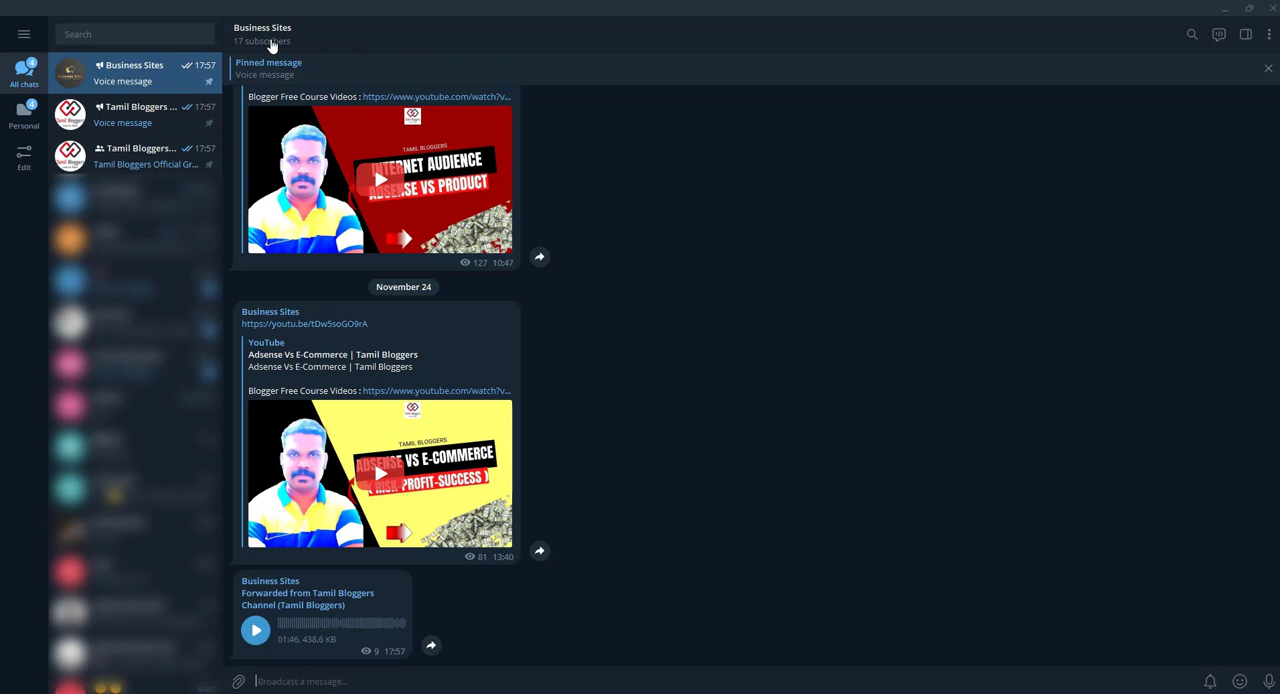 Search
All chats
Personal
Edit
4
4
Business Sites
17:57
Voice message
Tamil Bloggers ...
17:57
Voice message
Tamil Bloggers...
17:57
Tamil Bloggers Official Gr...
Business Sites
17 subscribers
Pinned message
Voice message
Blogger Free Course Videos : https://www.youtube.com/watch?v...
TAMIL BLOGGERS
INTERNET AUDIENCE
ADSENSE VS PRODUCT
127 10:47
November 24
Business Sites
https://youtu.be/tDw5soGO9rA
YouTube
Adsense Vs E-Commerce | Tamil Bloggers
Adsense Vs E-Commerce | Tamil Bloggers
Blogger Free Course Videos : https://www.youtube.com/watch?v...
TAMIL BLOGGERS
ADSENSE VS E-COMMERCE
( RISK PROFIT-SUCCESS )
81 13:40
Business Sites
Forwarded from Tamil Bloggers
Channel (Tamil Bloggers)
01:46, 438.6 KB
9 17:57
Broadcast a message...